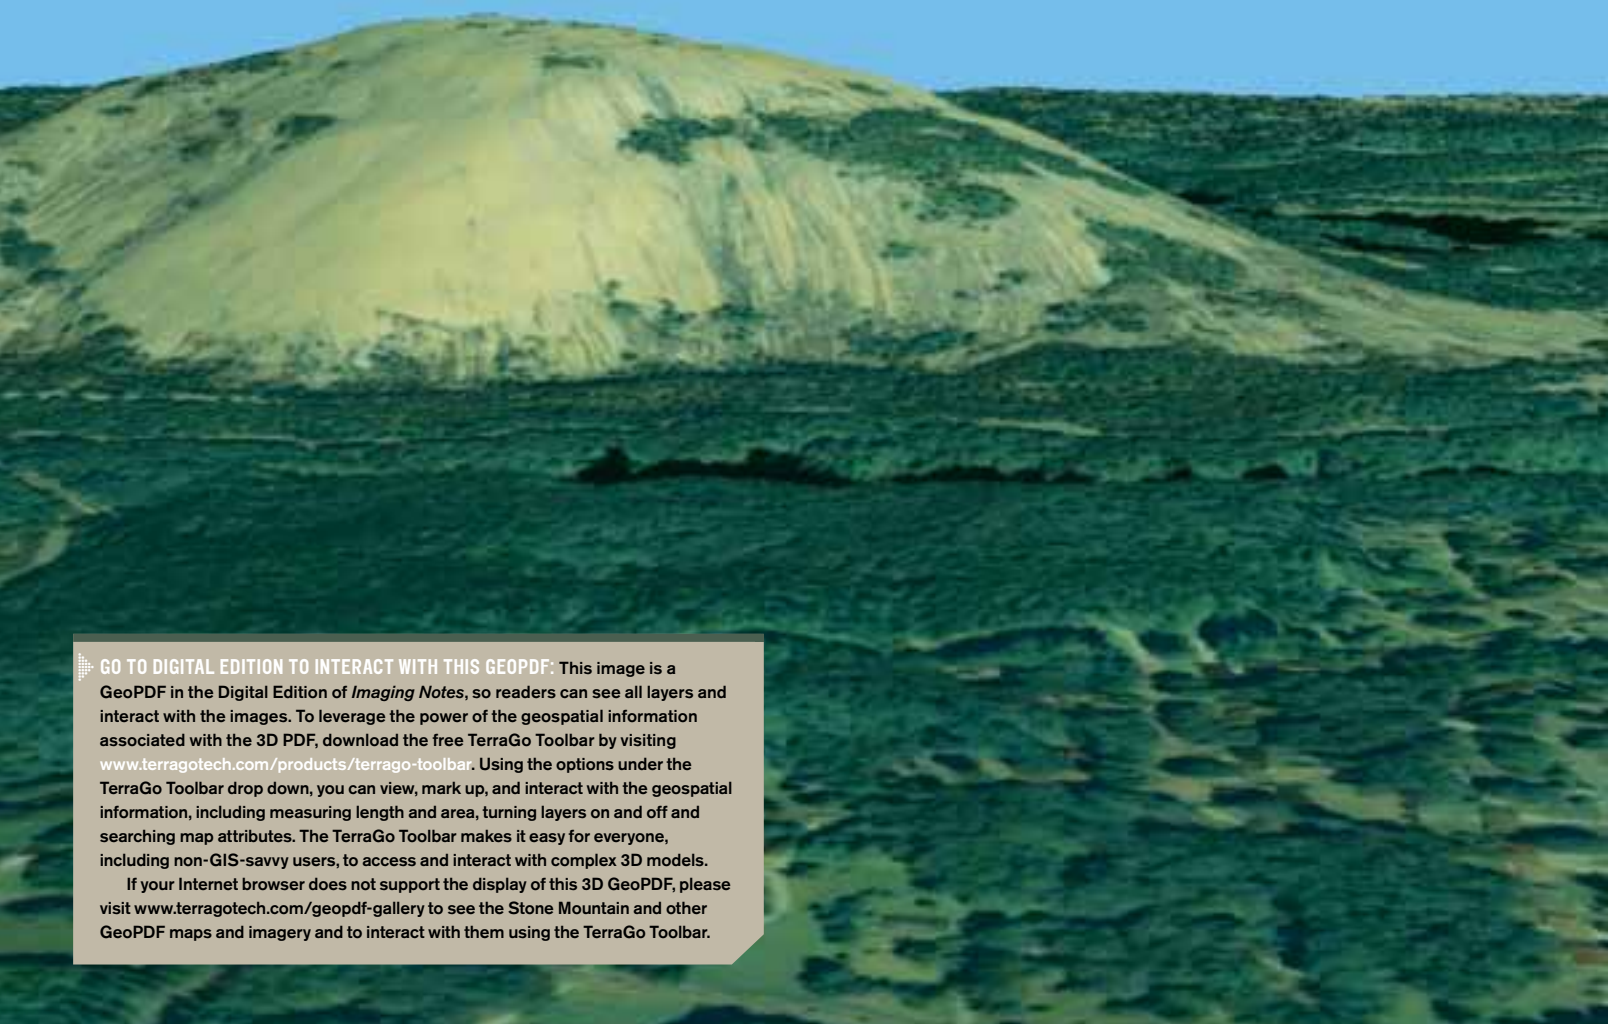 GO TO DIGITAL EDITION TO INTERACT WITH THIS GEOPDF: This image is a
GeoPDF in the Digital Edition of Imaging Notes, so readers can see all layers and
interact with the images. To leverage the power of the geospatial information
associated with the 3D PDF, download the free TerraGo Toolbar by visiting
www.terragotech.com/products/terrago-toolbar. Using the options under the
TerraGo Toolbar drop down, you can view, mark up, and interact with the geospatial
information, including measuring length and area, turning layers on and off and
searching map attributes. The TerraGo Toolbar makes it easy for everyone,
including non-GIS-savvy users, to access and interact with complex 3D models.
If your Internet browser does not support the display of this 3D GeoPDF, please
visit www.terragotech.com/geopdf-gallery to see the Stone Mountain and other
GeoPDF maps and imagery and to interact with them using the TerraGo Toolbar.